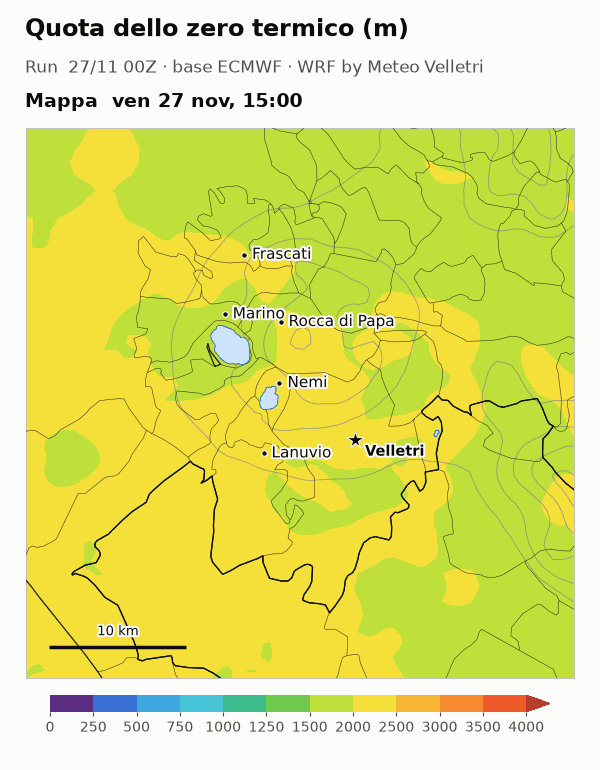 Quota dello zero termico (m)
Run  27/11 00Z · base ECMWF · WRF by Meteo Velletri
Mappa  ven 27 nov, 15:00
Frascati
Marino
Rocca di Papa
Nemi
Velletri
Lanuvio
10 km
0 250 500 750 1000 1250 1500 2000 2500 3000 3500 4000